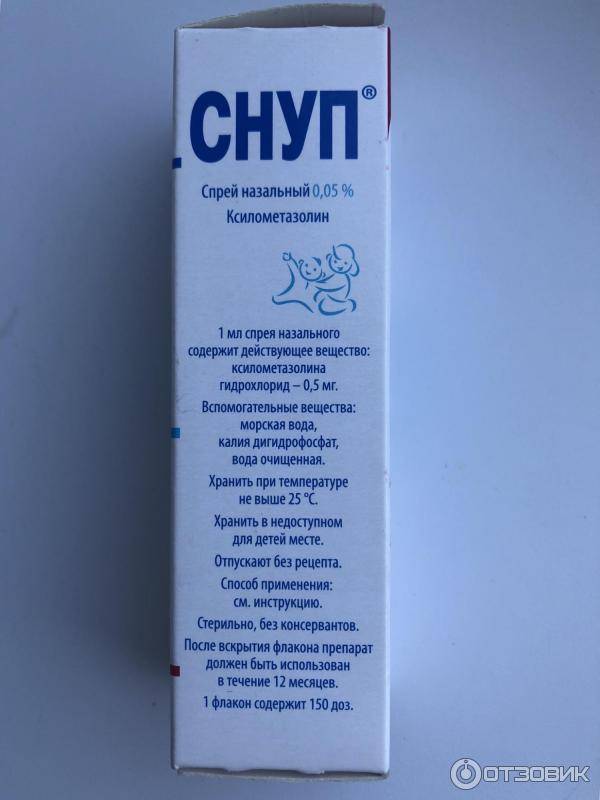 СНУП®
Спрей назальный 0,05 %
Ксилометазолин
1 мл спрея назального
содержит действующее вещество:
ксилометазолина
гидрохлорид – 0,5 мг.
Вспомогательные вещества:
морская вода,
калия дигидрофосфат,
вода очищенная.
Хранить при температуре
не выше 25 °С.
Хранить в недоступном
для детей месте.
Отпускают без рецепта.
Способ применения:
см. инструкцию.
Стерильно, без консервантов.
После вскрытия флакона препарат
должен быть использован
в течение 12 месяцев.
1 флакон содержит 150 доз.
ОТЗОВИК